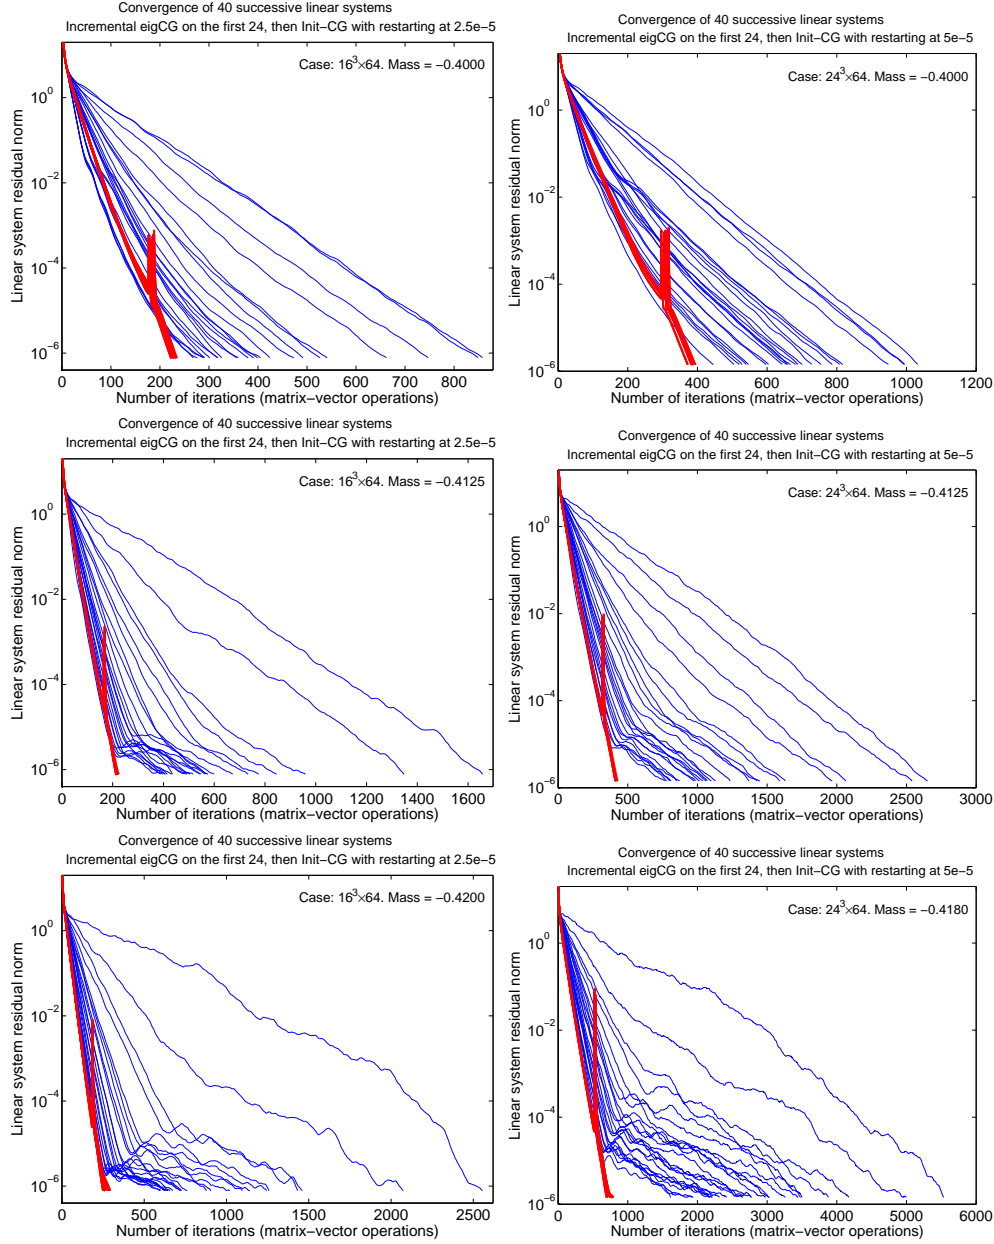 Convergence of 40 successive linear systems
Incremental eigCG on the first 24, then Init−CG with restarting at 2.5e−5
Case: 16³×64. Mass = −0.4000
Linear system residual norm
10⁰
10⁻²
10⁻⁴
10⁻⁶
0 100 200 300 400 500 600 700 800
Number of iterations (matrix−vector operations)
Convergence of 40 successive linear systems
Incremental eigCG on the first 24, then Init−CG with restarting at 5e−5
Case: 24³×64. Mass = −0.4000
Linear system residual norm
10⁰
10⁻²
10⁻⁴
10⁻⁶
0 200 400 600 800 1000 1200
Number of iterations (matrix−vector operations)
Convergence of 40 successive linear systems
Incremental eigCG on the first 24, then Init−CG with restarting at 2.5e−5
Case: 16³×64. Mass = −0.4125
Linear system residual norm
10⁰
10⁻²
10⁻⁴
10⁻⁶
0 200 400 600 800 1000 1200 1400 1600
Number of iterations (matrix−vector operations)
Convergence of 40 successive linear systems
Incremental eigCG on the first 24, then Init−CG with restarting at 5e−5
Case: 24³×64. Mass = −0.4125
Linear system residual norm
10⁰
10⁻²
10⁻⁴
10⁻⁶
0 500 1000 1500 2000 2500 3000
Number of iterations (matrix−vector operations)
Convergence of 40 successive linear systems
Incremental eigCG on the first 24, then Init−CG with restarting at 2.5e−5
Case: 16³×64. Mass = −0.4200
Linear system residual norm
10⁰
10⁻²
10⁻⁴
10⁻⁶
0 500 1000 1500 2000 2500
Number of iterations (matrix−vector operations)
Convergence of 40 successive linear systems
Incremental eigCG on the first 24, then Init−CG with restarting at 5e−5
Case: 24³×64. Mass = −0.4180
Linear system residual norm
10⁰
10⁻²
10⁻⁴
10⁻⁶
0 1000 2000 3000 4000 5000 6000
Number of iterations (matrix−vector operations)